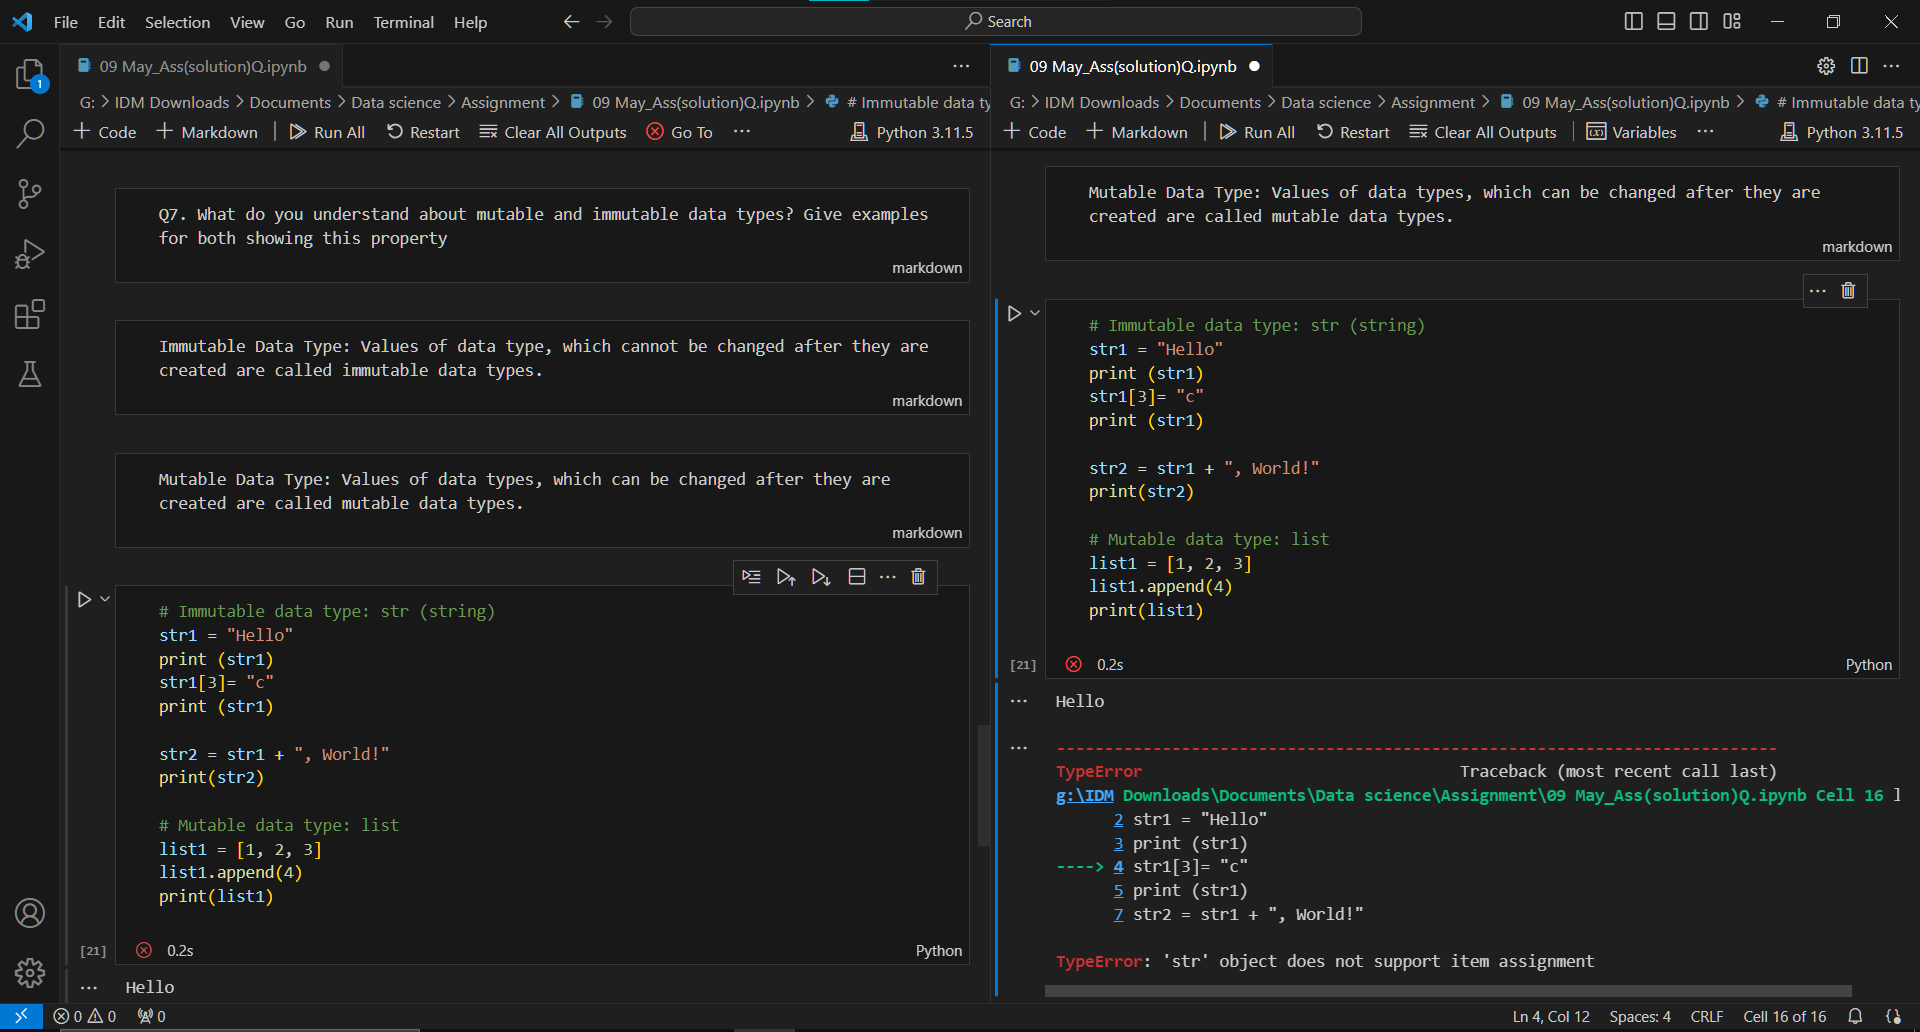 File Edit Selection View Go Run Terminal Help
Search
09 May_Ass(solution)Q.ipynb
G: > IDM Downloads > Documents > Data science > Assignment > 09 May_Ass(solution)Q.ipynb > # Immutable data ty
+ Code + Markdown | Run All Restart Clear All Outputs Go To ... Python 3.11.5
Q7. What do you understand about mutable and immutable data types? Give examples
for both showing this property
markdown
Immutable Data Type: Values of data type, which cannot be changed after they are
created are called immutable data types.
markdown
Mutable Data Type: Values of data types, which can be changed after they are
created are called mutable data types.
markdown
# Immutable data type: str (string)
str1 = "Hello"
print (str1)
str1[3]= "c"
print (str1)
str2 = str1 + ", World!"
print(str2)
# Mutable data type: list
list1 = [1, 2, 3]
list1.append(4)
print(list1)
[21] 0.2s Python
... Hello
09 May_Ass(solution)Q.ipynb
G: > IDM Downloads > Documents > Data science > Assignment > 09 May_Ass(solution)Q.ipynb > # Immutable data ty
+ Code + Markdown | Run All Restart Clear All Outputs | Variables ... Python 3.11.5
Mutable Data Type: Values of data types, which can be changed after they are
created are called mutable data types.
markdown
# Immutable data type: str (string)
str1 = "Hello"
print (str1)
str1[3]= "c"
print (str1)
str2 = str1 + ", World!"
print(str2)
# Mutable data type: list
list1 = [1, 2, 3]
list1.append(4)
print(list1)
[21] 0.2s Python
... Hello
... ---------------------------------------------------------------------------
TypeError Traceback (most recent call last)
g:\IDM Downloads\Documents\Data science\Assignment\09 May_Ass(solution)Q.ipynb Cell 16 l
2 str1 = "Hello"
3 print (str1)
----> 4 str1[3]= "c"
5 print (str1)
7 str2 = str1 + ", World!"
TypeError: 'str' object does not support item assignment
1
0 0 0 Ln 4, Col 12 Spaces: 4 CRLF Cell 16 of 16